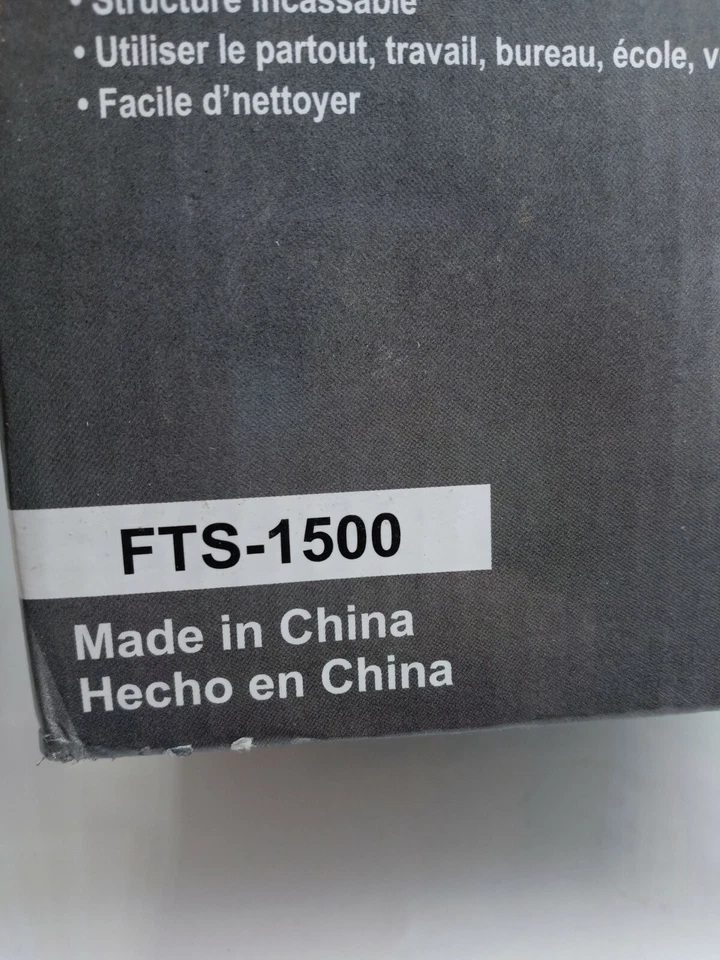 • Structure incassable
• Utiliser le partout, travail, bureau, école,
• Facile d'nettoyer
FTS-1500
Made in China
Hecho en China